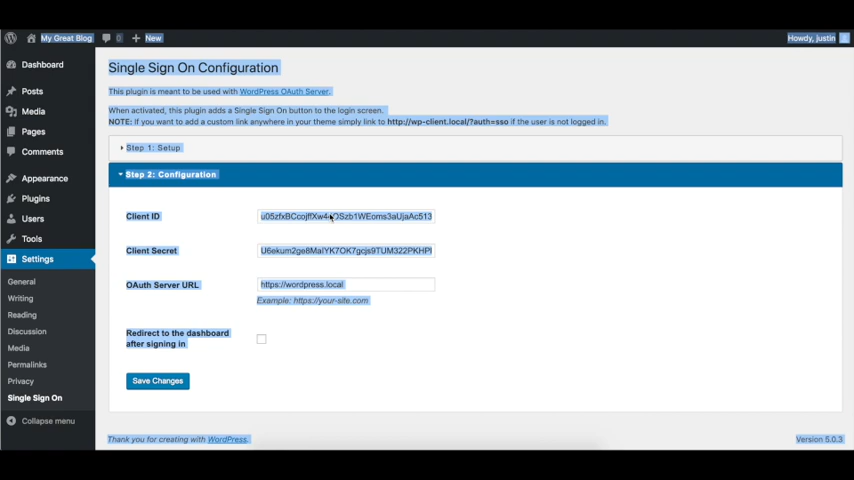 My Great Blog 0 New Howdy, justin
Dashboard
Posts
Media
Pages
Comments
Appearance
Plugins
Users
Tools
Settings
General
Writing
Reading
Discussion
Media
Permalinks
Privacy
Single Sign On
Collapse menu
Single Sign On Configuration
This plugin is meant to be used with WordPress OAuth Server.
When activated, this plugin adds a Single Sign On button to the login screen.
NOTE: If you want to add a custom link anywhere in your theme simply link to http://wp-client.local/?auth=sso if the user is not logged in.
Step 1: Setup
Step 2: Configuration
Client ID
Client Secret
OAuth Server URL https://wordpress.local
Example: https://your-site.com
Redirect to the dashboard
after signing in
Save Changes
Thank you for creating with WordPress. Version 5.0.3